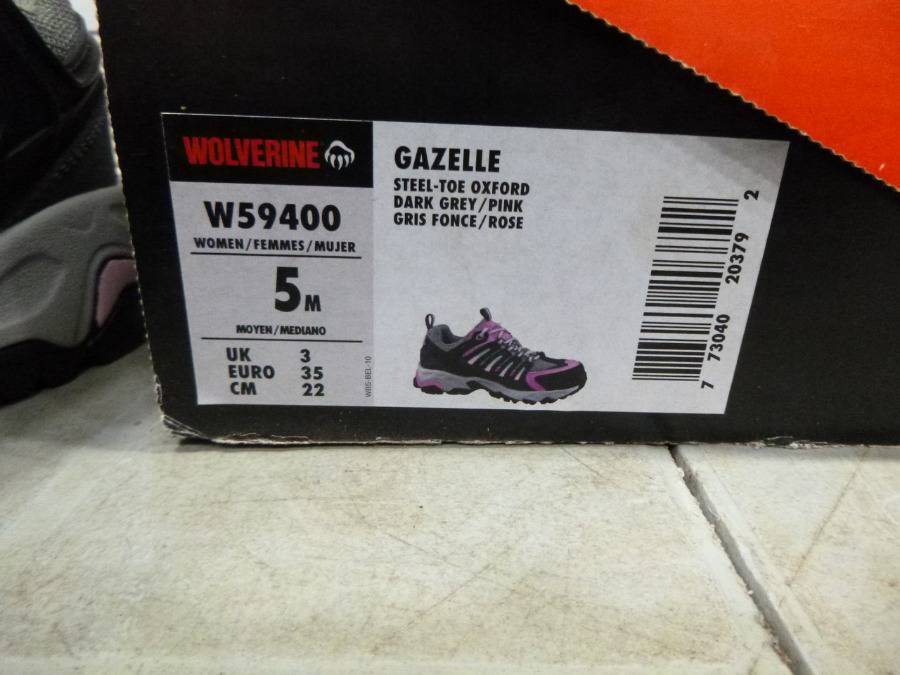 WOLVERINE
W59400
WOMEN/FEMMES/MUJER
5 M
MOYEN/MEDIANO
UK 3
EURO 35
CM 22
GAZELLE
STEEL-TOE OXFORD
DARK GREY/PINK
GRIS FONCE/ROSE
7 73040 20379 2